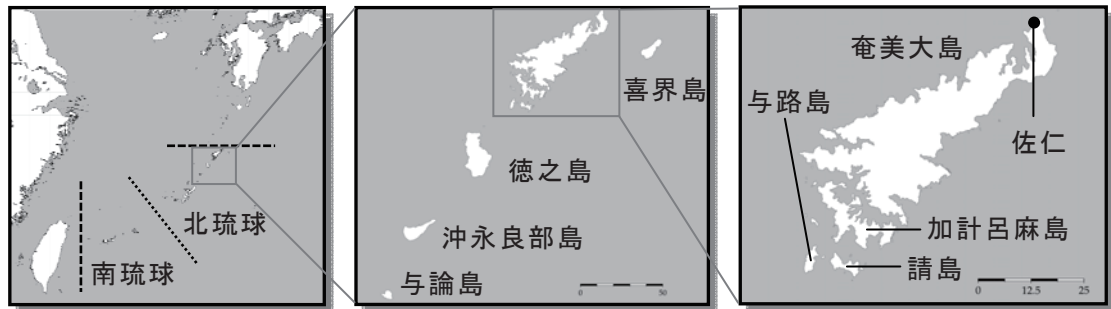 北琉球
南琉球
喜界島
徳之島
沖永良部島
与論島
0 50
奄美大島
与路島
佐仁
加計呂麻島
請島
0 12.5 25